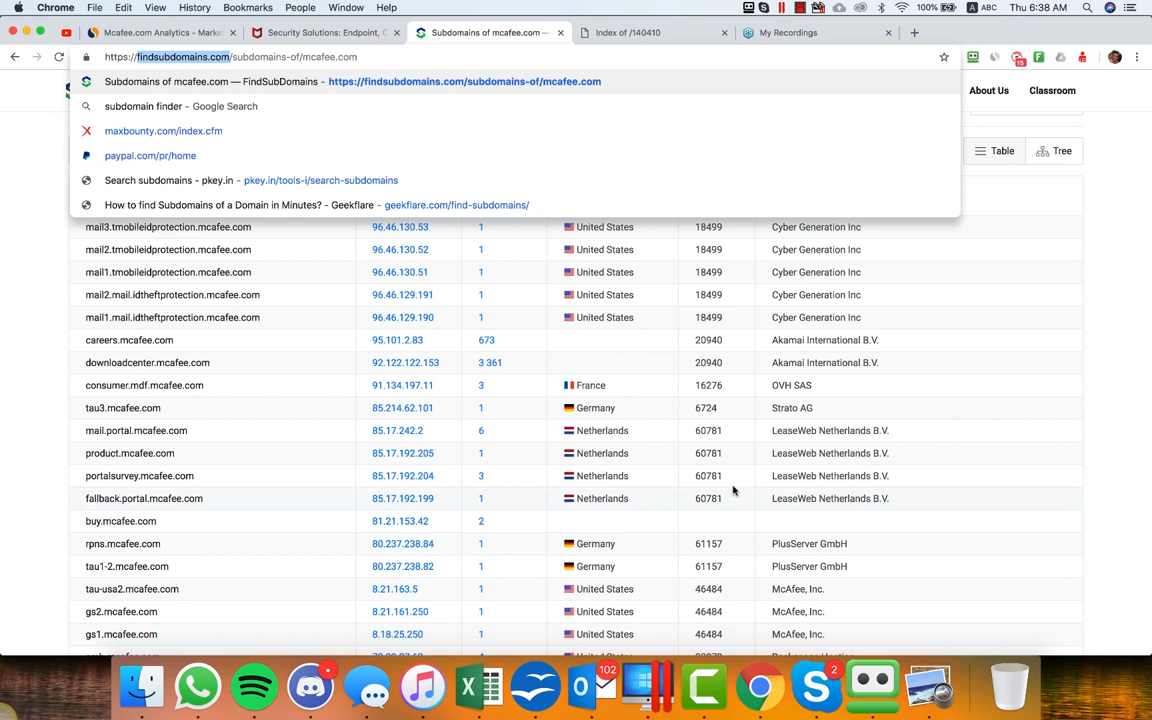 Chrome File Edit View History Bookmarks People Window Help 100% A ABC Thu 6:38 AM
Mcafee.com Analytics - Marke × Security Solutions: Endpoint, C × Subdomains of mcafee.com — × Index of /140410 × My Recordings × +
https://findsubdomains.com/subdomains-of/mcafee.com 15
Subdomains of mcafee.com — FindSubDomains - https://findsubdomains.com/subdomains-of/mcafee.com
About Us Classroom
subdomain finder - Google Search
maxbounty.com/index.cfm
paypal.com/pr/home
Table Tree
Search subdomains - pkey.in - pkey.in/tools-i/search-subdomains
How to find Subdomains of a Domain in Minutes? - Geekflare - geekflare.com/find-subdomains/
mail3.tmobileidprotection.mcafee.com 96.46.130.53 1 United States 18499 Cyber Generation Inc
mail2.tmobileidprotection.mcafee.com 96.46.130.52 1 United States 18499 Cyber Generation Inc
mail1.tmobileidprotection.mcafee.com 96.46.130.51 1 United States 18499 Cyber Generation Inc
mail2.mail.idtheftprotection.mcafee.com 96.46.129.191 1 United States 18499 Cyber Generation Inc
mail1.mail.idtheftprotection.mcafee.com 96.46.129.190 1 United States 18499 Cyber Generation Inc
careers.mcafee.com 95.101.2.83 673 20940 Akamai International B.V.
downloadcenter.mcafee.com 92.122.122.153 3 361 20940 Akamai International B.V.
consumer.mdf.mcafee.com 91.134.197.11 3 France 16276 OVH SAS
tau3.mcafee.com 85.214.62.101 1 Germany 6724 Strato AG
mail.portal.mcafee.com 85.17.242.2 6 Netherlands 60781 LeaseWeb Netherlands B.V.
product.mcafee.com 85.17.192.205 1 Netherlands 60781 LeaseWeb Netherlands B.V.
portalsurvey.mcafee.com 85.17.192.204 3 Netherlands 60781 LeaseWeb Netherlands B.V.
fallback.portal.mcafee.com 85.17.192.199 1 Netherlands 60781 LeaseWeb Netherlands B.V.
buy.mcafee.com 81.21.153.42 2
rpns.mcafee.com 80.237.238.84 1 Germany 61157 PlusServer GmbH
tau1-2.mcafee.com 80.237.238.82 1 Germany 61157 PlusServer GmbH
tau-usa2.mcafee.com 8.21.163.5 1 United States 46484 McAfee, Inc.
gs2.mcafee.com 8.21.161.250 1 United States 46484 McAfee, Inc.
gs1.mcafee.com 8.18.25.250 1 United States 46484 McAfee, Inc.
102 2